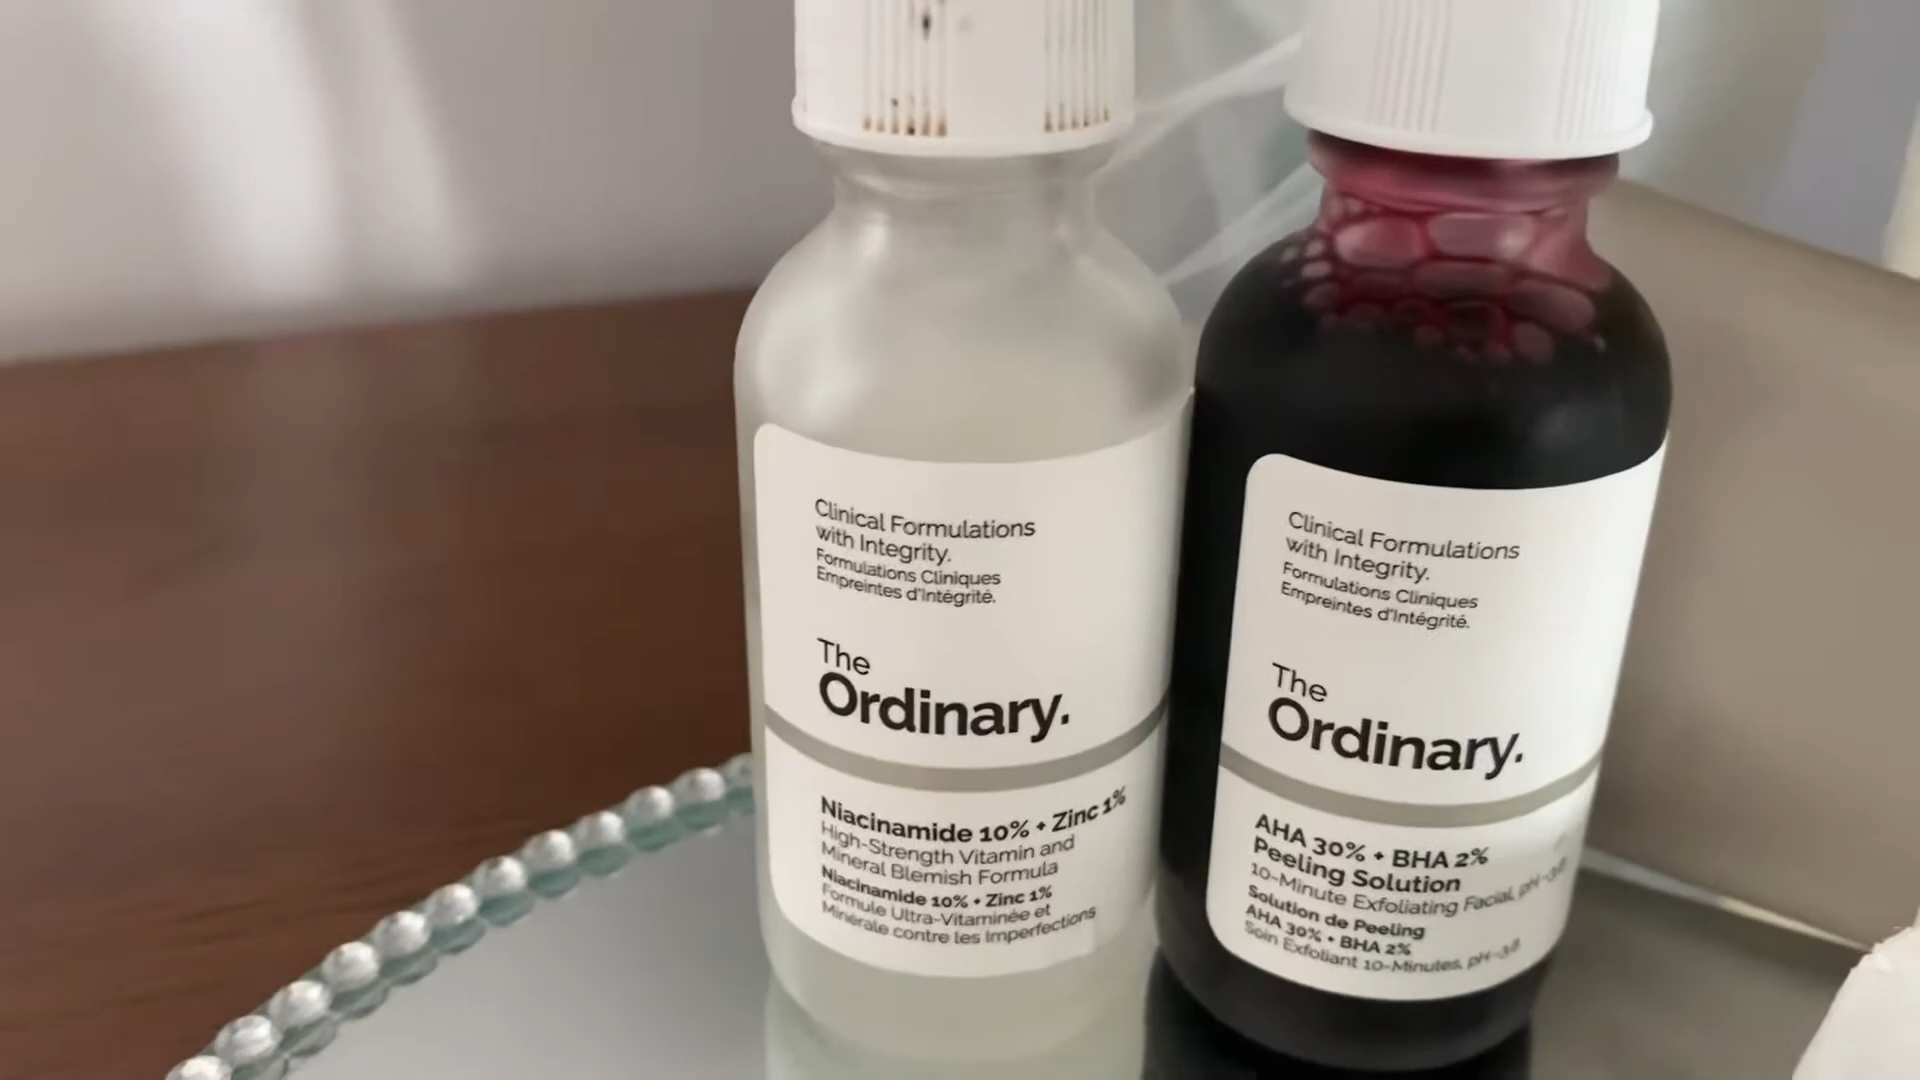 Clinical Formulations
with Integrity.
Formulations Cliniques
Empreintes d'Intégrité.
The
Ordinary.
Niacinamide 10% + Zinc 1%
High-Strength Vitamin and
Mineral Blemish Formula
Niacinamide 10% + Zinc 1%
Formule Ultra-Vitaminée et
Minérale contre les Imperfections
Clinical Formulations
with Integrity.
Formulations Cliniques
Empreintes d'Intégrité.
The
Ordinary.
AHA 30% + BHA 2%
Peeling Solution
10-Minute Exfoliating Facial, pH
Solution de Peeling
AHA 30% + BHA 2%
Soin Exfoliant 10-Minutes, pH